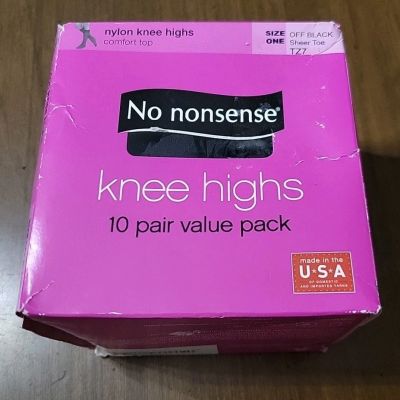 nylon knee highs
comfort top
SIZE ONE
OFF BLACK
Sheer Toe
TZ7
No nonsense®
knee highs
10 pair value pack
made in the
U★S★A
OF DOMESTIC
AND IMPORTED YARNS